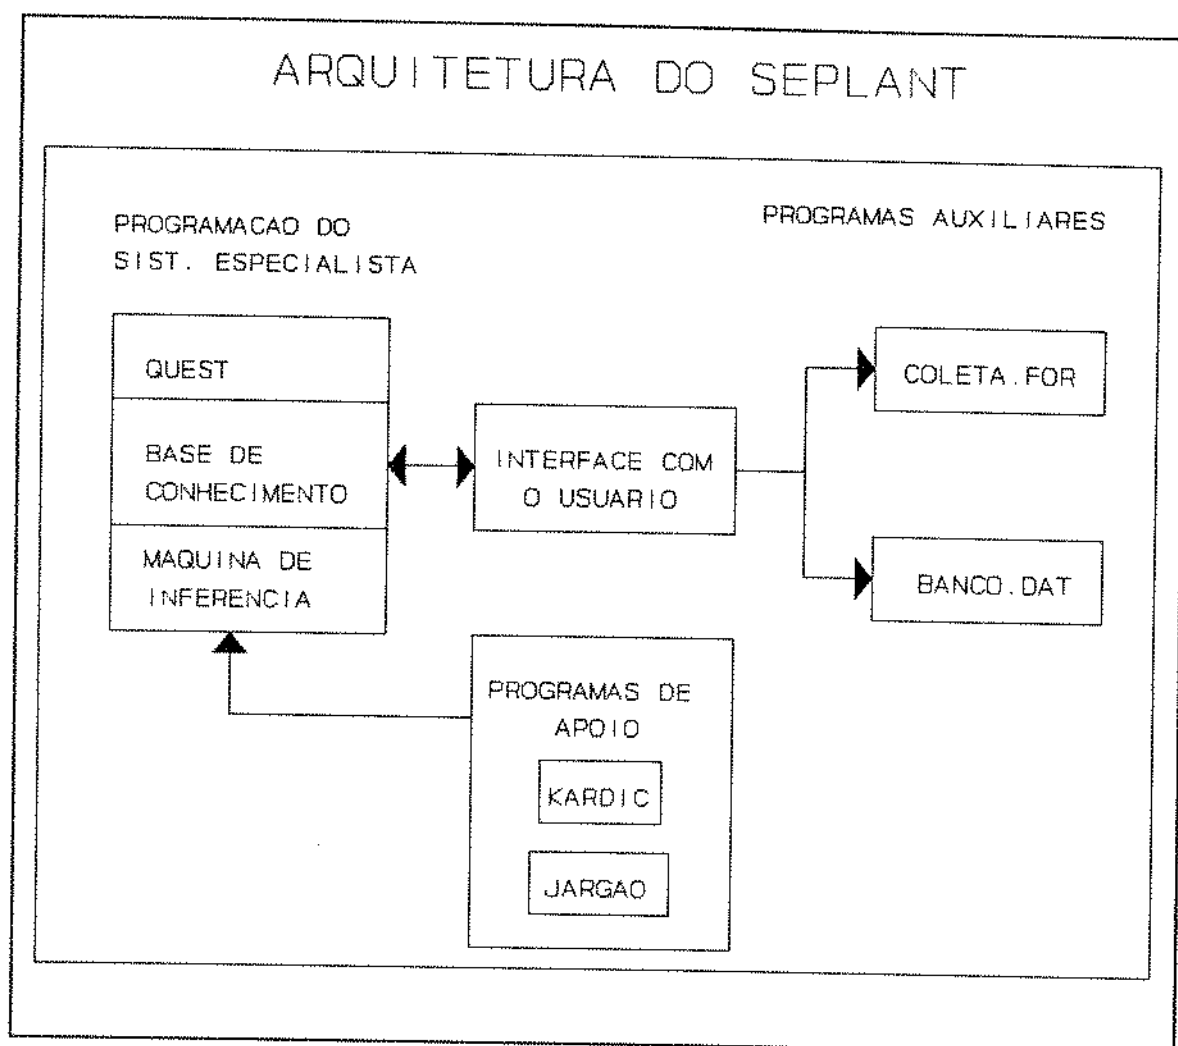 ARQUITETURA DO SEPLANT
PROGRAMACAO DO
SIST. ESPECIALISTA
PROGRAMAS AUXILIARES
QUEST
BASE DE
CONHECIMENTO
MAQUINA DE
INFERENCIA
INTERFACE COM
O USUARIO
COLETA.FOR
BANCO.DAT
PROGRAMAS DE
APOIO
KARDIC
JARGAO